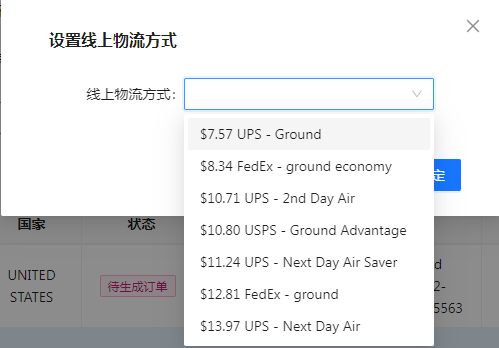 设置线上物流方式
线上物流方式:
$7.57 UPS - Ground
$8.34 FedEx - ground economy
$10.71 UPS - 2nd Day Air
$10.80 USPS - Ground Advantage
$11.24 UPS - Next Day Air Saver
$12.81 FedEx - ground
$13.97 UPS - Next Day Air
定
国家
状态
UNITED
STATES
待生成订单
d
2-
5563